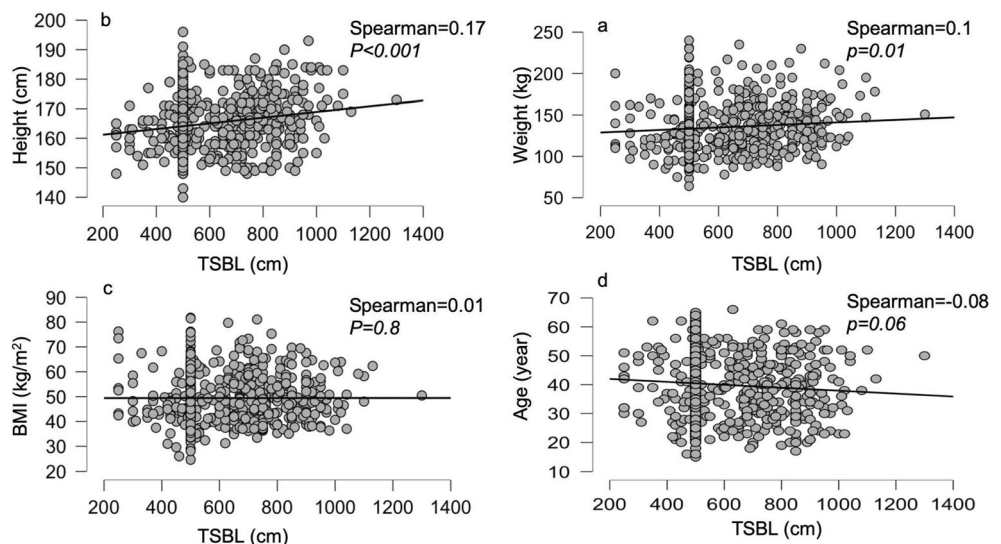 b
Spearman=0.17
P<0.001
Height (cm)
200
190
180
170
160
150
140
200 400 600 800 1000 1200 1400
TSBL (cm)
a
Spearman=0.1
p=0.01
Weight (kg)
250
200
150
100
50
200 400 600 800 1000 1200 1400
TSBL (cm)
c
Spearman=0.01
P=0.8
BMI (kg/m²)
90
80
70
60
50
40
30
20
200 400 600 800 1000 1200 1400
TSBL (cm)
d
Spearman=-0.08
p=0.06
Age (year)
70
60
50
40
30
20
10
200 400 600 800 1000 1200 1400
TSBL (cm)